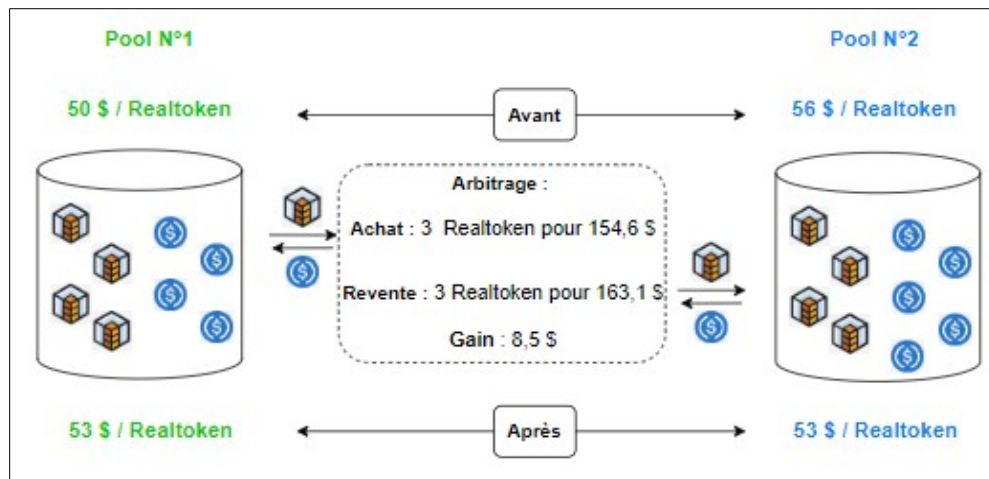 Pool N°1
Pool N°2
50 $ / Realtoken
Avant
56 $ / Realtoken
Arbitrage :
Achat : 3 Realtoken pour 154,6 $
Revente : 3 Realtoken pour 163,1 $
Gain : 8,5 $
53 $ / Realtoken
Après
53 $ / Realtoken